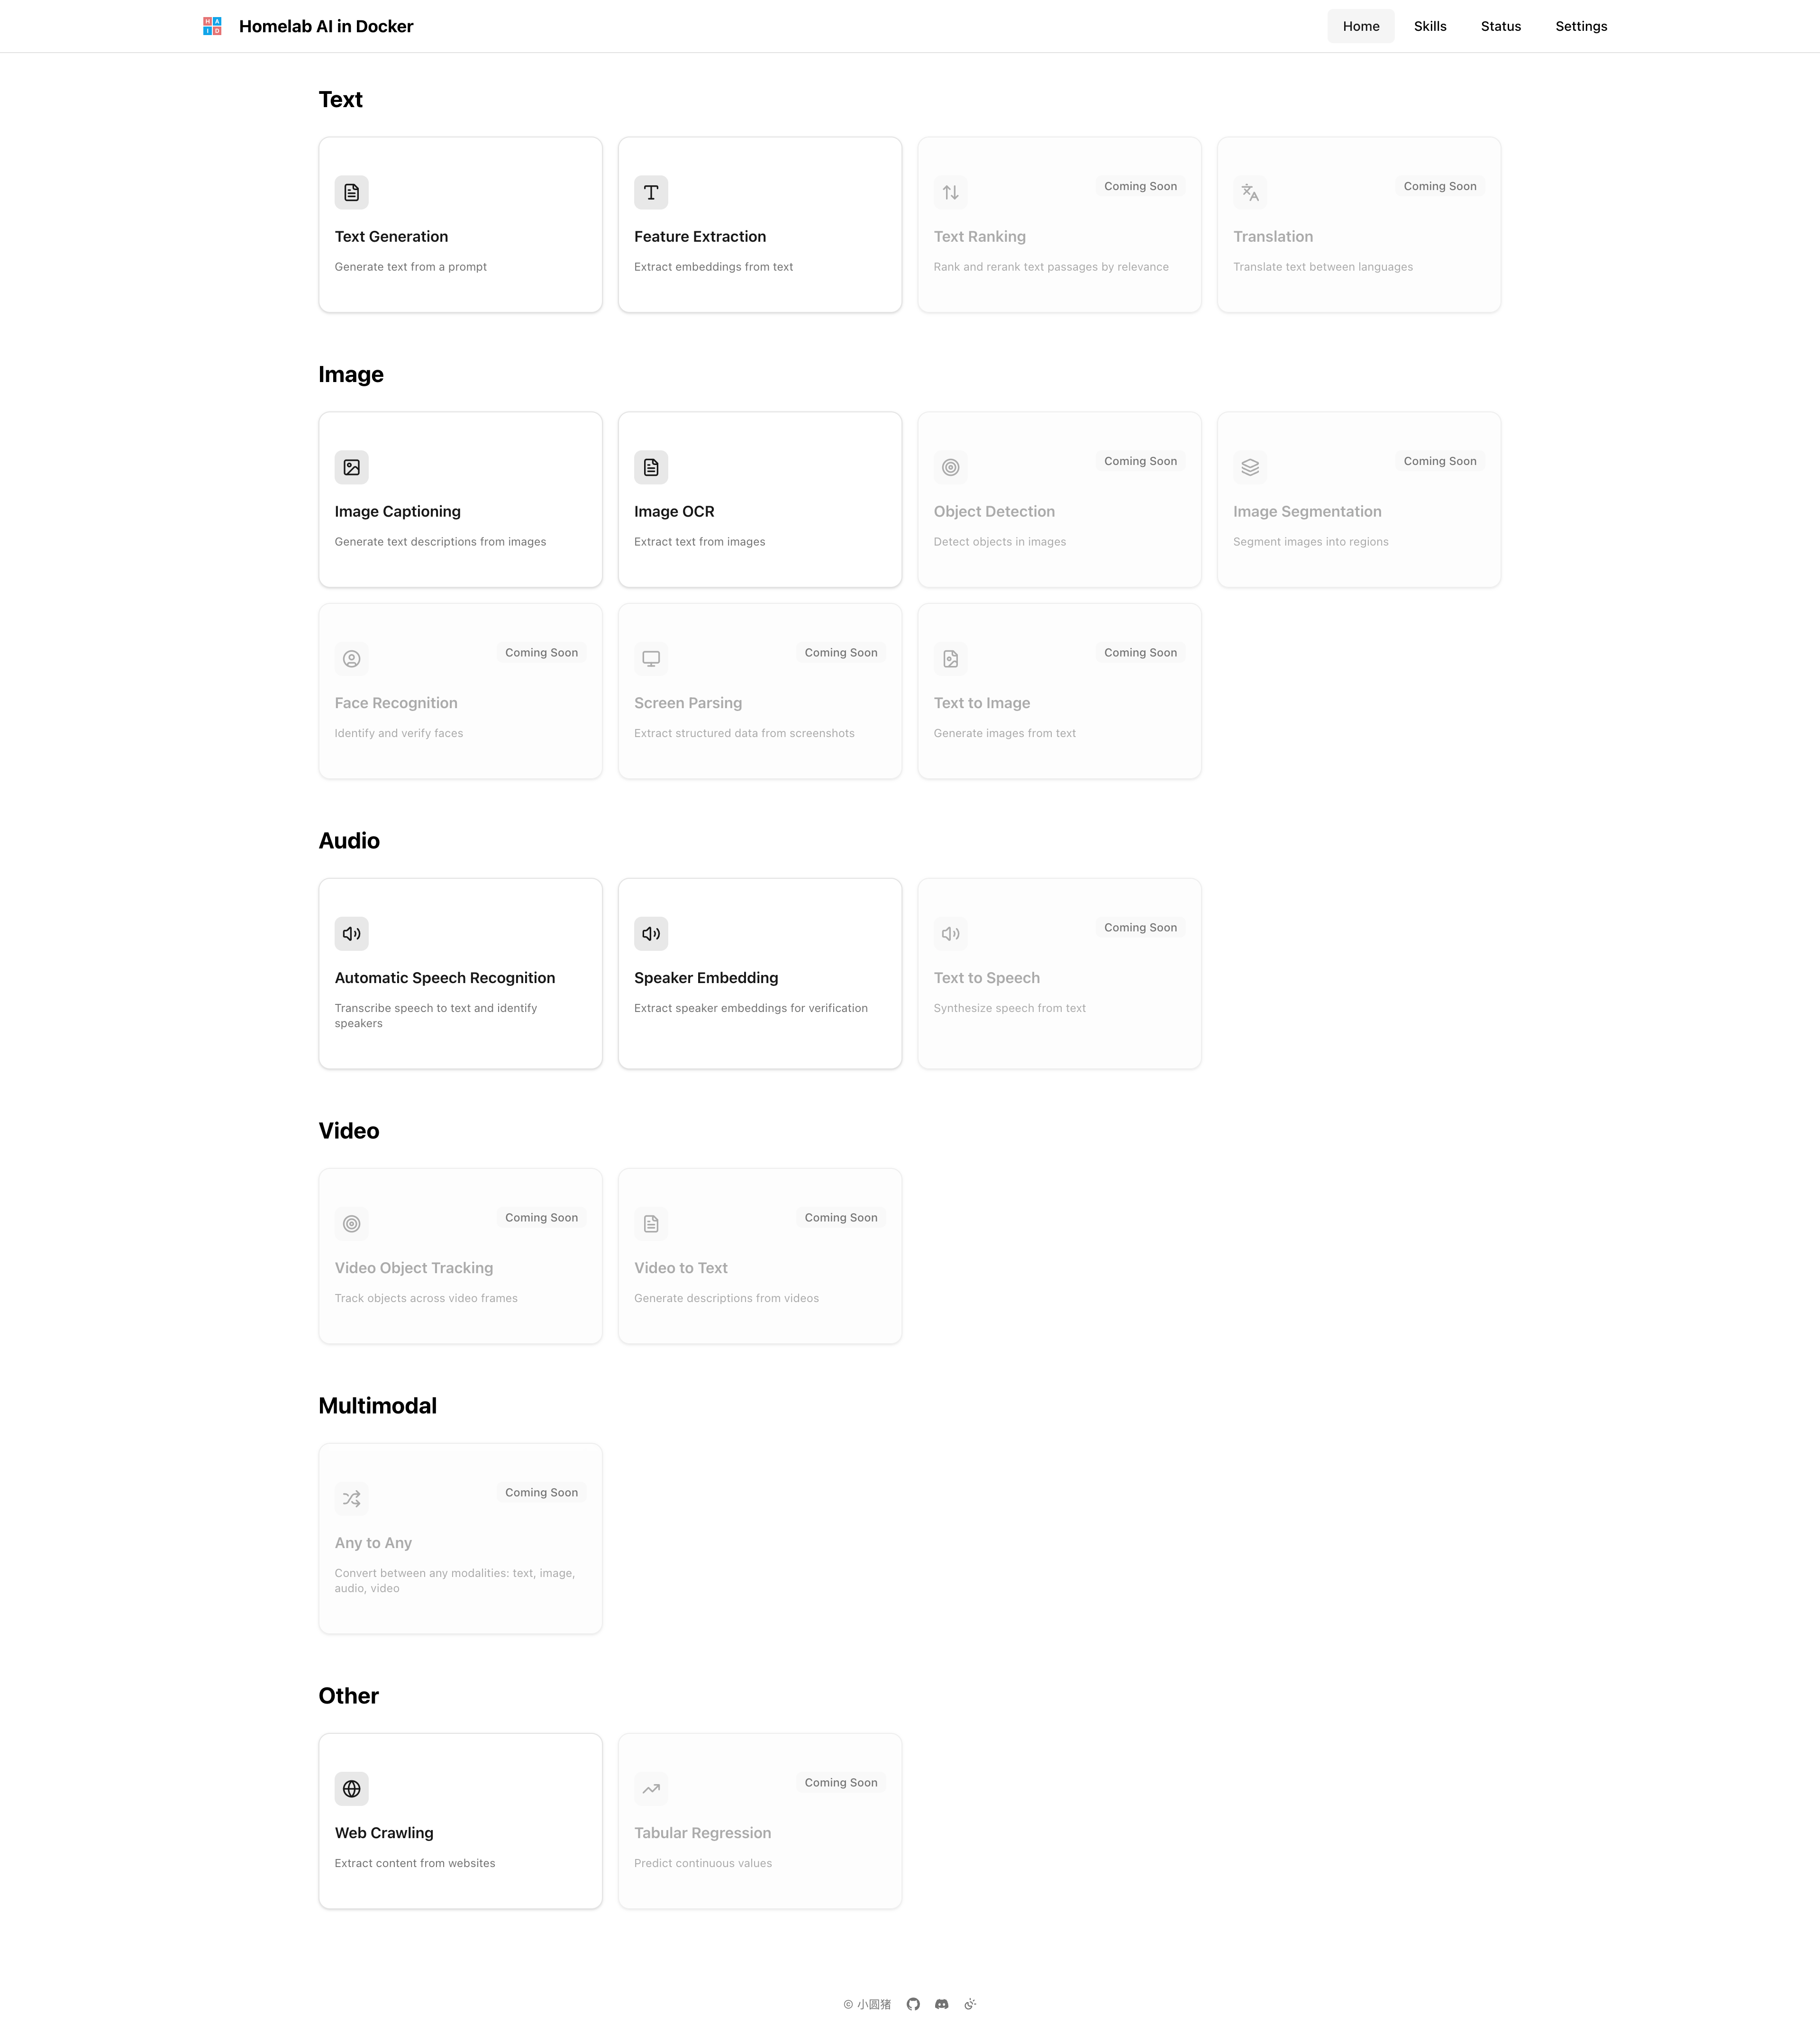 H A I D
Homelab AI in Docker
Home Skills Status Settings
Text
Text Generation
Generate text from a prompt
Feature Extraction
Extract embeddings from text
Coming Soon
Text Ranking
Rank and rerank text passages by relevance
Coming Soon
Translation
Translate text between languages
Image
Image Captioning
Generate text descriptions from images
Image OCR
Extract text from images
Coming Soon
Object Detection
Detect objects in images
Coming Soon
Image Segmentation
Segment images into regions
Coming Soon
Face Recognition
Identify and verify faces
Coming Soon
Screen Parsing
Extract structured data from screenshots
Coming Soon
Text to Image
Generate images from text
Audio
Automatic Speech Recognition
Transcribe speech to text and identify
speakers
Speaker Embedding
Extract speaker embeddings for verification
Coming Soon
Text to Speech
Synthesize speech from text
Video
Coming Soon
Video Object Tracking
Track objects across video frames
Coming Soon
Video to Text
Generate descriptions from videos
Multimodal
Coming Soon
Any to Any
Convert between any modalities: text, image,
audio, video
Other
Web Crawling
Extract content from websites
Coming Soon
Tabular Regression
Predict continuous values
© 小圆猪